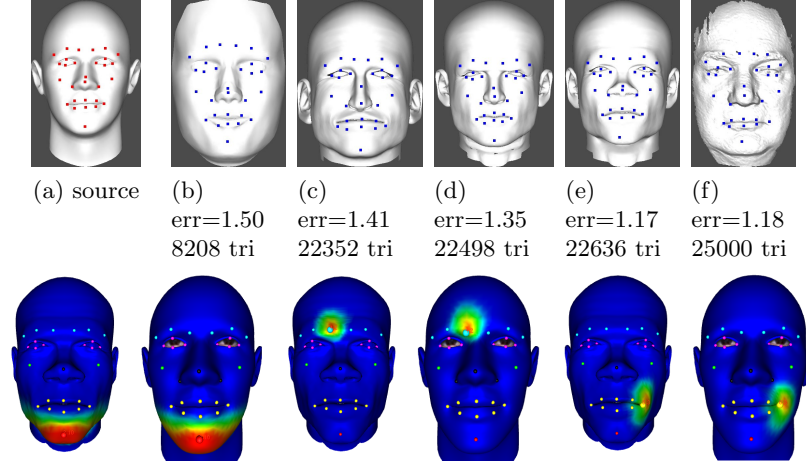 (a) source
(b)
err=1.50
8208 tri
(c)
err=1.41
22352 tri
(d)
err=1.35
22498 tri
(e)
err=1.17
22636 tri
(f)
err=1.18
25000 tri